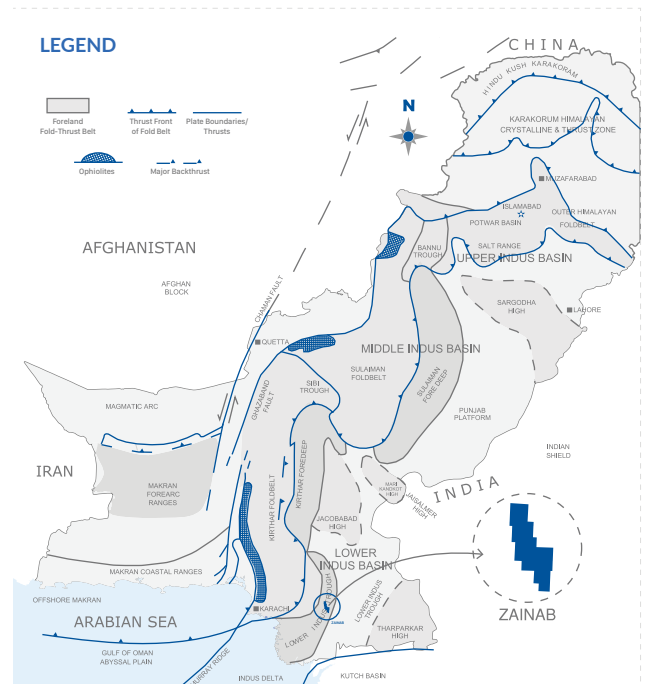 LEGEND
Foreland
Fold-Thrust Belt
Thrust Front
of Fold Belt
Plate Boundaries/
Thrusts
Ophiolites
Major Backthrust
N
CHINA
HINDU KUSH KARAKORAM
KARAKORUM HIMALAYAN
CRYSTALLINE & THRUST ZONE
MUZAFARABAD
ISLAMABAD
POTWAR BASIN
OUTER HIMALAYAN
FOLDBELT
BANNU
TROUGH
SALT RANGE
UPPER INDUS BASIN
AFGHANISTAN
AFGHAN
BLOCK
CHAMAN FAULT
SARGODHA
HIGH
LAHORE
QUETTA
MIDDLE INDUS BASIN
SULAIMAN
FOLDBELT
SULAIMAN FORE DEEP
SIBI
TROUGH
GHAZABAND
FAULT
PUNJAB
PLATFORM
MAGMATIC ARC
INDIAN
SHIELD
IRAN
MAKRAN
FOREARC
RANGES
KIRTHAR FOLDBELT
KIRTHAR FOREDEEP
MARI
KANDKOT
HIGH
JAISALMER
HIGH
INDIA
JACOBABAD
HIGH
LOWER
INDUS BASIN
MAKRAN COASTAL RANGES
OFFSHORE MAKRAN
KARACHI
ARABIAN SEA
LOWER INDUS TROUGH
ZAINAB
LOWER INDUS
TROUGH
THARPARKAR
HIGH
ZAINAB
GULF OF OMAN
ABYSSAL PLAIN
MURRAY RIDGE
INDUS DELTA
KUTCH BASIN